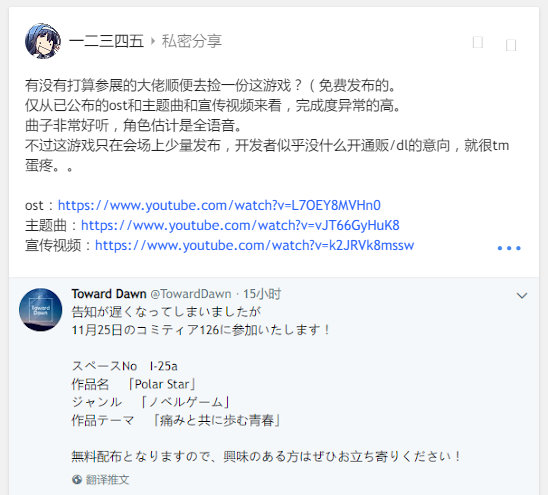 一二三四五 ▸ 私密分享
有没有打算参展的大佬顺便去捡一份这游戏？（免费发布的。
仅从已公布的ost和主题曲和宣传视频来看，完成度异常的高。
曲子非常好听，角色估计是全语音。
不过这游戏只在会场上少量发布，开发者似乎没什么开通贩/dl的意向，就很tm
蛋疼。。
ost：https://www.youtube.com/watch?v=L7OEY8MVHn0
主题曲：https://www.youtube.com/watch?v=vJT66GyHuK8
宣传视频：https://www.youtube.com/watch?v=k2JRVk8mssw
Toward Dawn @TowardDawn · 15小时
Toward
Dawn
告知が遅くなってしまいましたが
11月25日のコミティア126に参加いたします！
スペースNo　I-25a
作品名　「Polar Star」
ジャンル　「ノベルゲーム」
作品テーマ　「痛みと共に歩む青春」
無料配布となりますので、興味のある方はぜひお立ち寄りください！
翻译推文